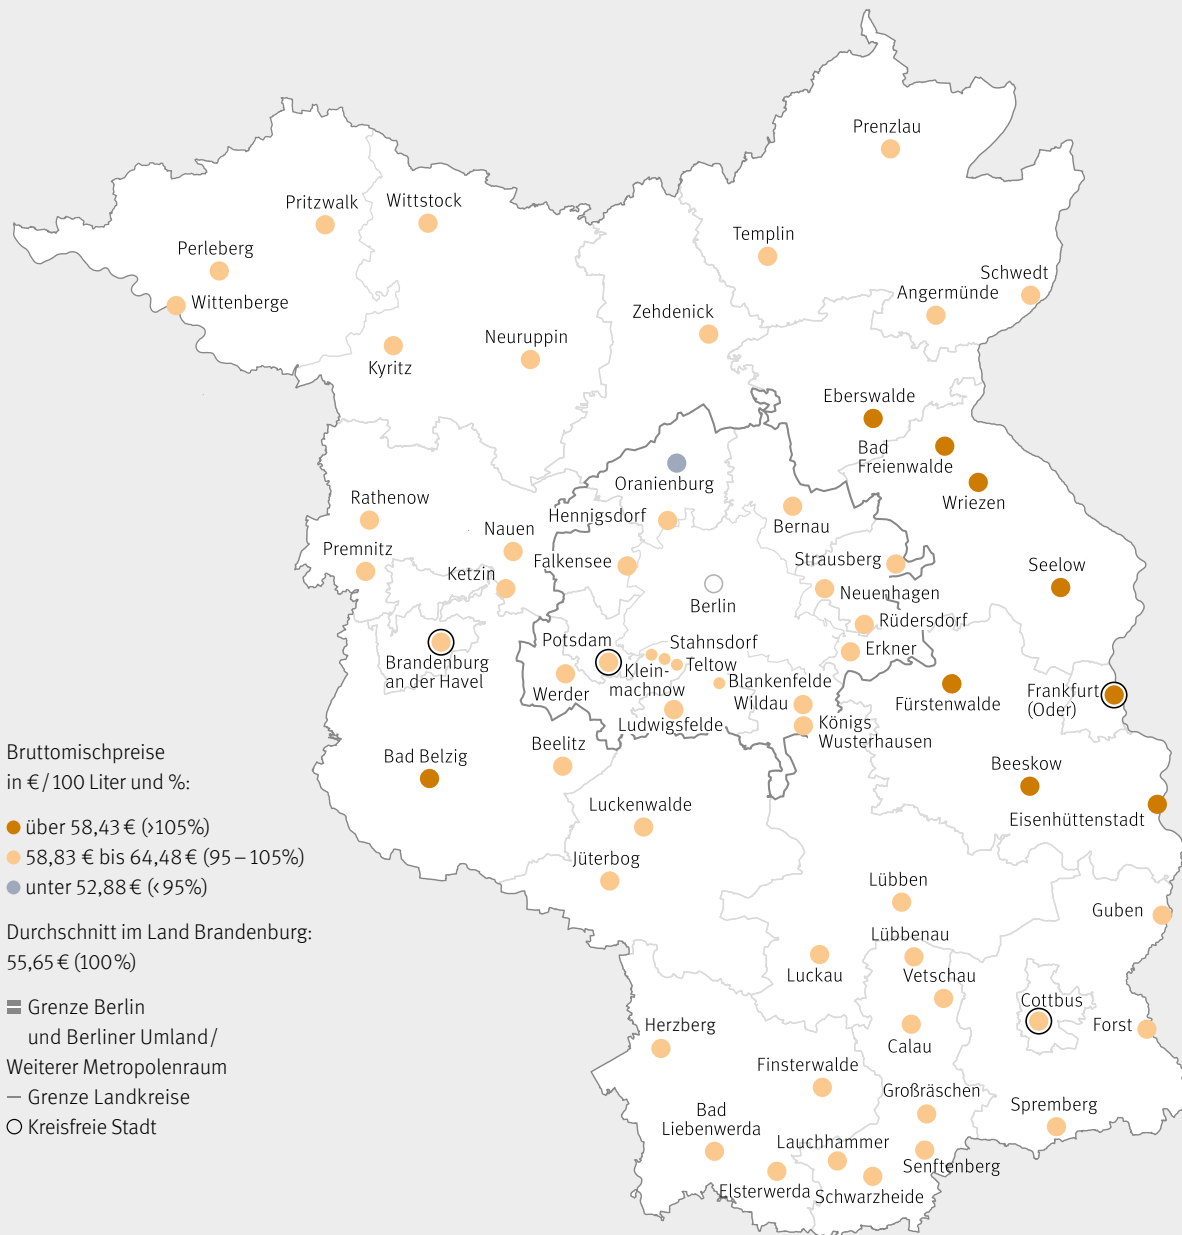 Prenzlau
Pritzwalk
Wittstock
Templin
Perleberg
Schwedt
Wittenberge
Angermünde
Zehdenick
Neuruppin
Kyritz
Eberswalde
Bad
Freienwalde
Oranienburg
Wriezen
Rathenow
Hennigsdorf
Bernau
Nauen
Premnitz
Falkensee
Strausberg
Ketzin
Seelow
Neuenhagen
Berlin
Rüdersdorf
Potsdam
Stahnsdorf
Erkner
Brandenburg
an der Havel
Klein-
machnow
Teltow
Werder
Blankenfelde
Wildau
Fürstenwalde
Frankfurt
(Oder)
Ludwigsfelde
Königs
Wusterhausen
Beelitz
Bad Belzig
Beeskow
Luckenwalde
Eisenhüttenstadt
Jüterbog
Lübben
Guben
Lübbenau
Luckau
Vetschau
Cottbus
Herzberg
Forst
Calau
Finsterwalde
Großräschen
Bad
Liebenwerda
Spremberg
Lauchhammer
Senftenberg
Elsterwerda
Schwarzheide
Bruttomischpreise
in €/100 Liter und %:
über 58,43 € (>105%)
58,83 € bis 64,48 € (95–105%)
unter 52,88 € (<95%)
Durchschnitt im Land Brandenburg:
55,65 € (100%)
Grenze Berlin
und Berliner Umland/
Weiterer Metropolenraum
Grenze Landkreise
Kreisfreie Stadt